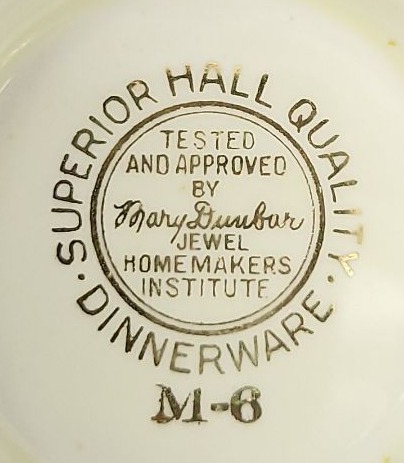 SUPERIOR HALL QUALITY
TESTED
AND APPROVED
BY
Mary Dunbar
JEWEL
HOMEMAKERS
INSTITUTE
· DINNERWARE ·
M-6